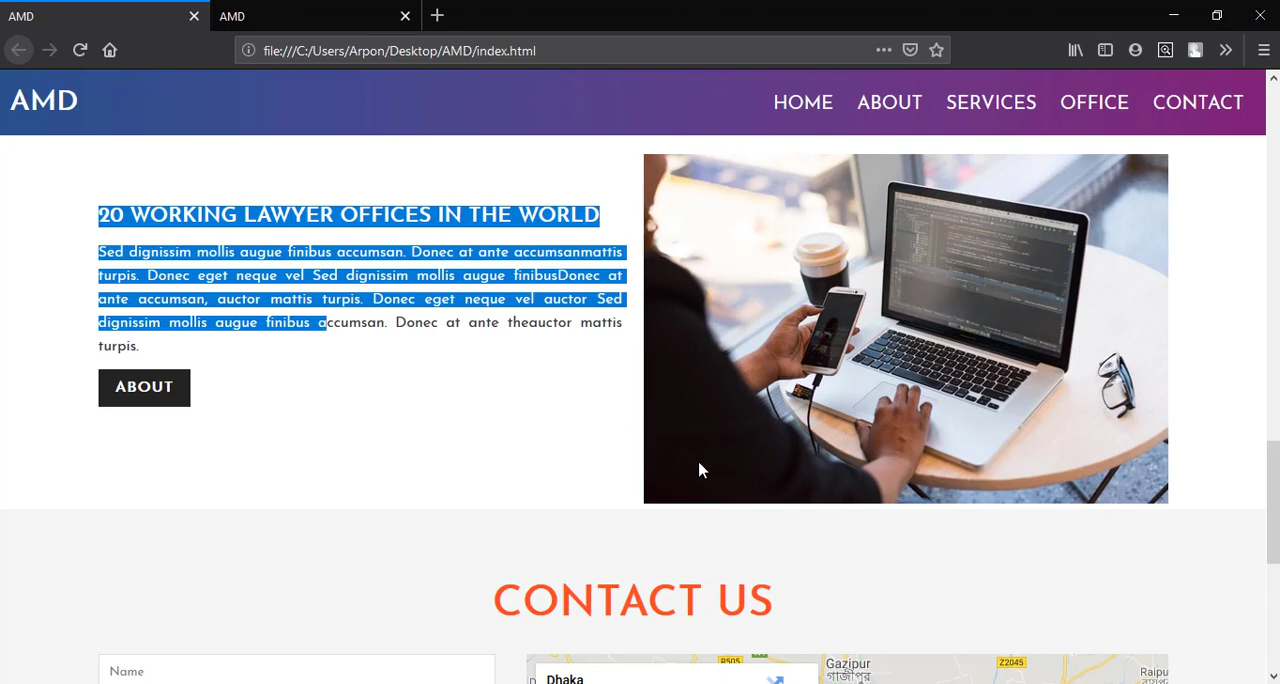 AMD
AMD
file:///C:/Users/Arpon/Desktop/AMD/index.html
AMD
HOME ABOUT SERVICES OFFICE CONTACT
20 WORKING LAWYER OFFICES IN THE WORLD
Sed dignissim mollis augue finibus accumsan. Donec at ante accumsanmattis
turpis. Donec eget neque vel Sed dignissim mollis augue finibusDonec at
ante accumsan, auctor mattis turpis. Donec eget neque vel auctor Sed
dignissim mollis augue finibus accumsan. Donec at ante theauctor mattis
turpis.
ABOUT
CONTACT US
Name
R505
Gazipur
গাজীপুর
Z2045
Raipu
Dhaka